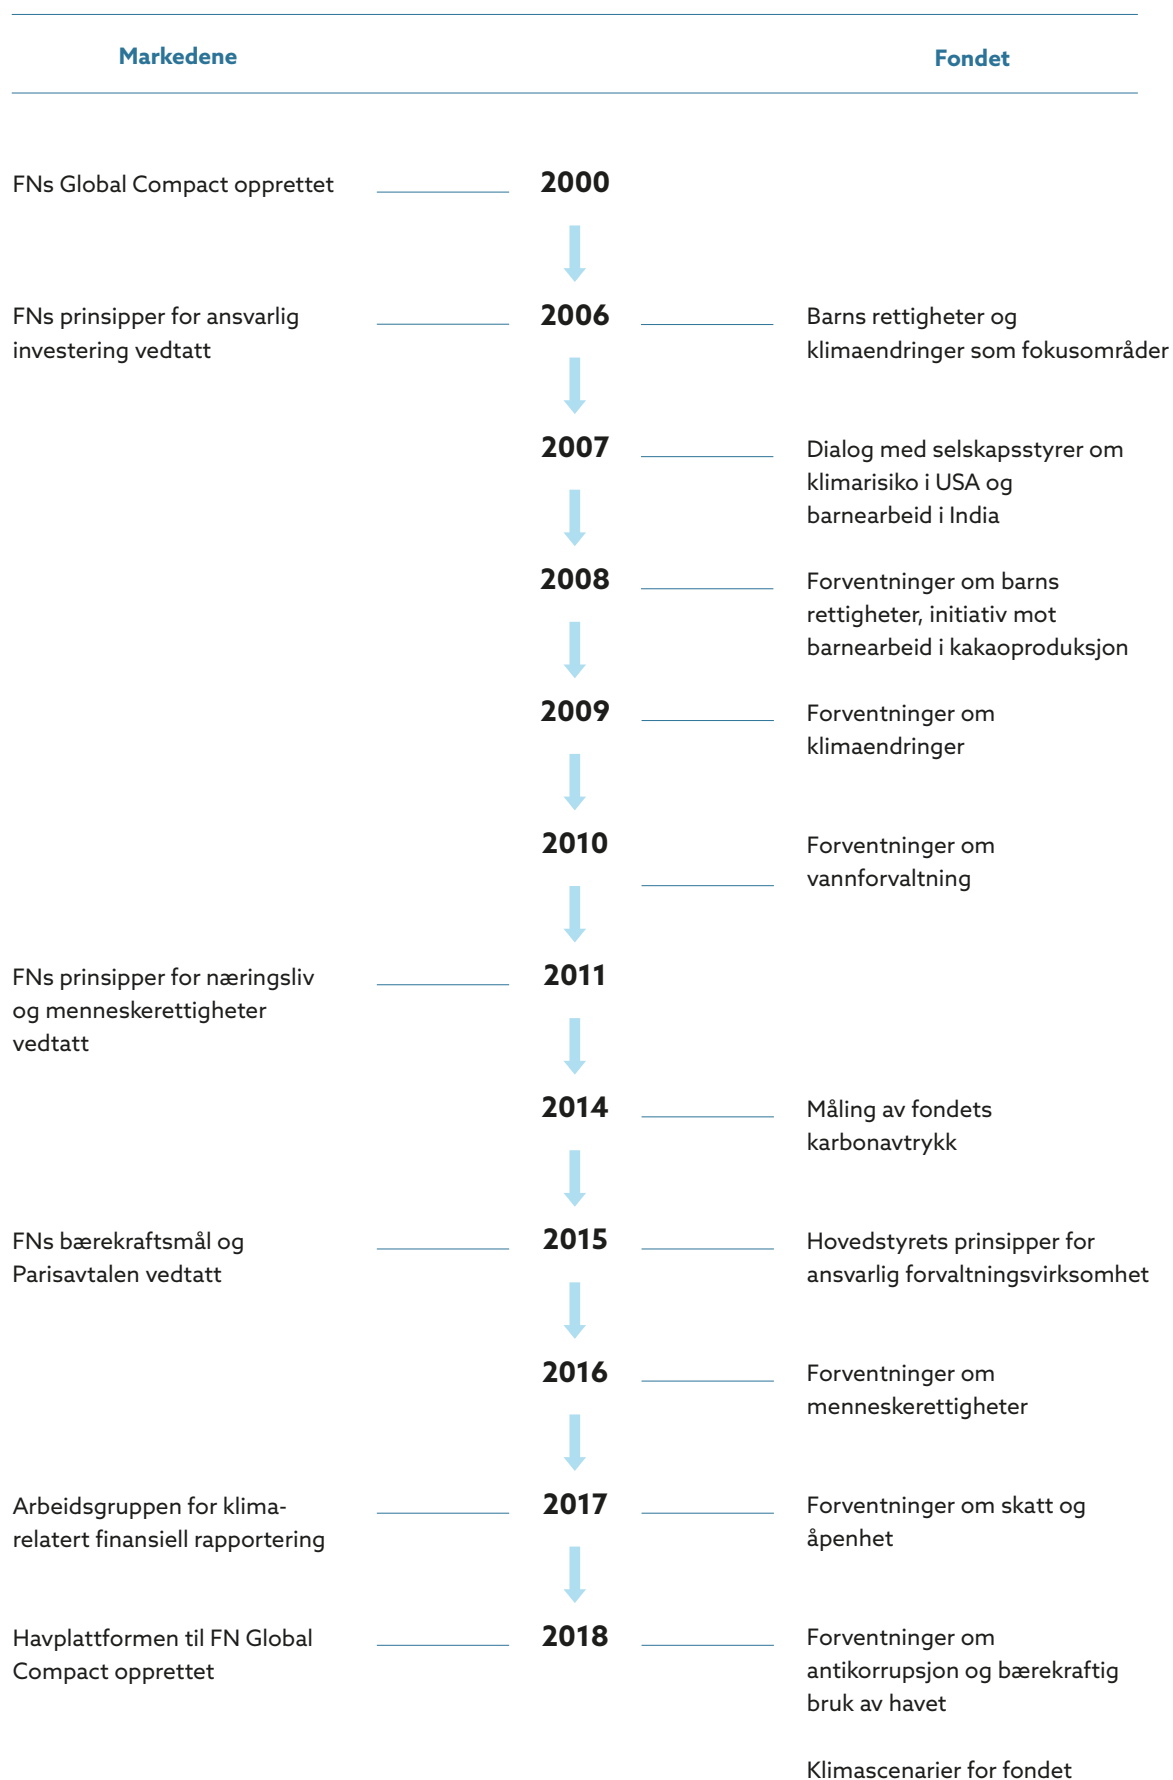 Markedene
Fondet
FNs Global Compact opprettet
2000
FNs prinsipper for ansvarlig
investering vedtatt
2006
Barns rettigheter og
klimaendringer som fokusområder
2007
Dialog med selskapsstyrer om
klimarisiko i USA og
barnearbeid i India
2008
Forventninger om barns
rettigheter, initiativ mot
barnearbeid i kakaoproduksjon
2009
Forventninger om
klimaendringer
2010
Forventninger om
vannforvaltning
FNs prinsipper for næringsliv
og menneskerettigheter
vedtatt
2011
2014
Måling av fondets
karbonavtrykk
FNs bærekraftsmål og
Parisavtalen vedtatt
2015
Hovedstyrets prinsipper for
ansvarlig forvaltningsvirksomhet
2016
Forventninger om
menneskerettigheter
Arbeidsgruppen for klima-
relatert finansiell rapportering
2017
Forventninger om skatt og
åpenhet
Havplattformen til FN Global
Compact opprettet
2018
Forventninger om
antikorrupsjon og bærekraftig
bruk av havet
Klimascenarier for fondet